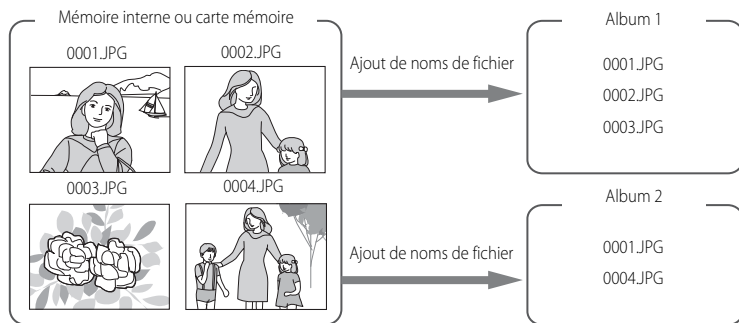 Mémoire interne ou carte mémoire
0001.JPG
0002.JPG
0003.JPG
0004.JPG
Ajout de noms de fichier
Album 1
0001.JPG
0002.JPG
0003.JPG
Ajout de noms de fichier
Album 2
0001.JPG
0004.JPG